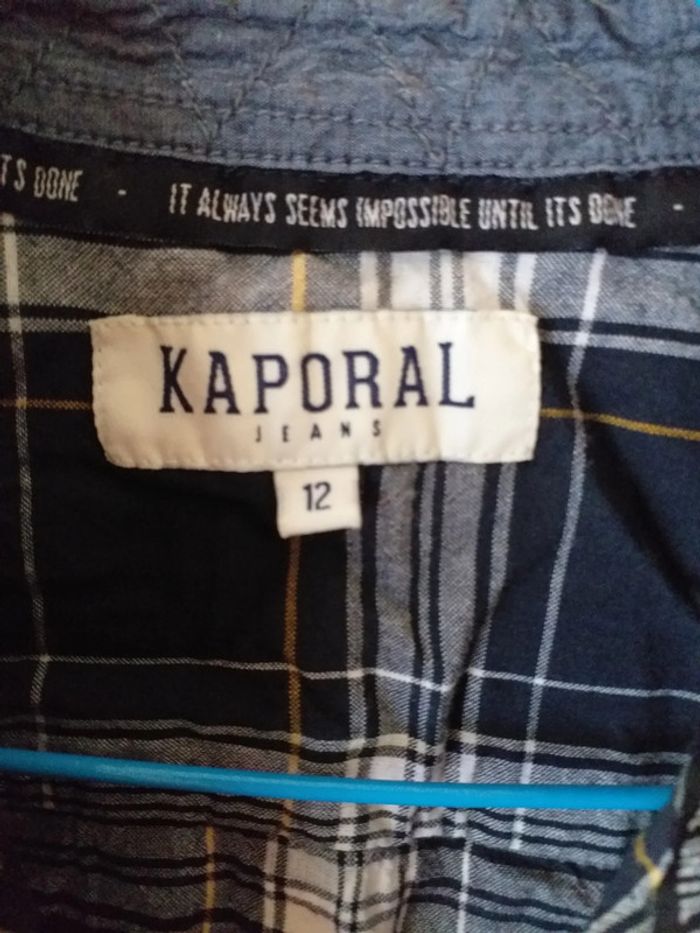 TS DONE - IT ALWAYS SEEMS IMPOSSIBLE UNTIL ITS DONE -
KAPORAL
JEANS
12